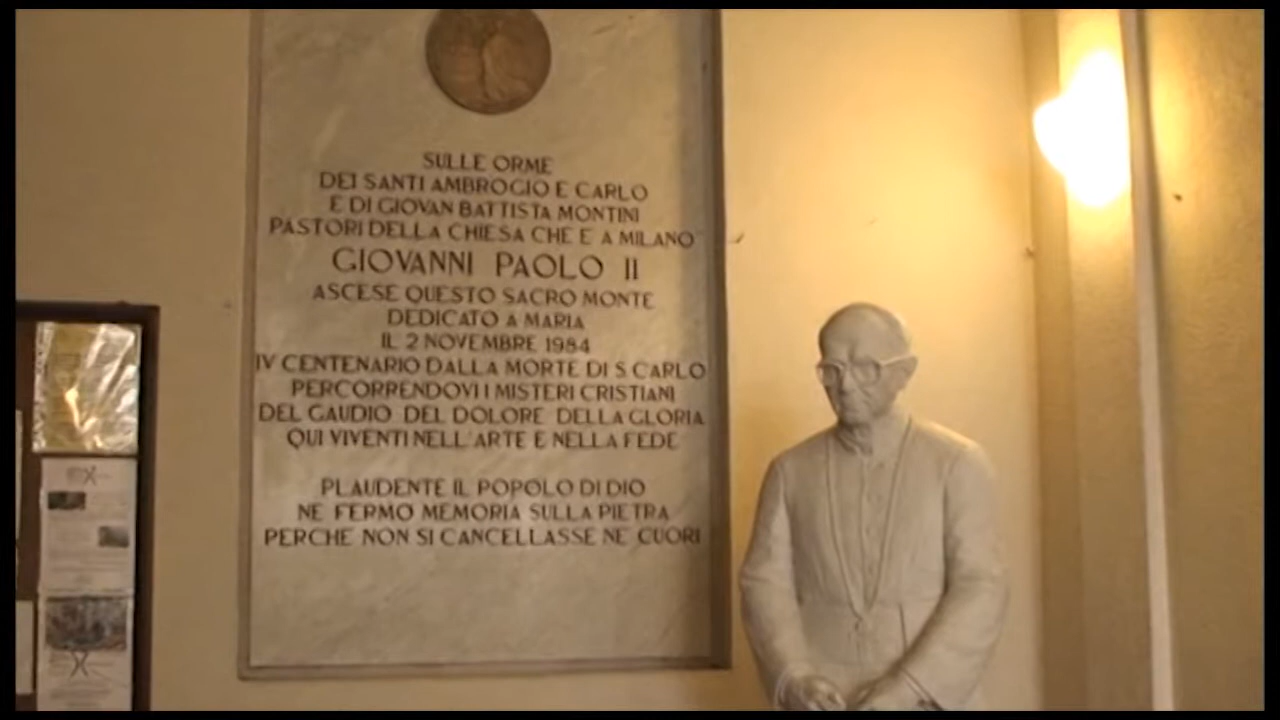 SULLE ORME
DEI SANTI AMBROGIO E CARLO
E DI GIOVAN BATTISTA MONTINI
PASTORI DELLA CHIESA CHE E A MILANO
GIOVANNI PAOLO II
ASCESE QUESTO SACRO MONTE
DEDICATO A MARIA
IL 2 NOVEMBRE 1984
IV CENTENARIO DALLA MORTE DI S CARLO
PERCORRENDOVI I MISTERI CRISTIANI
DEL GAUDIO DEL DOLORE DELLA GLORIA
QUI VIVENTI NELL'ARTE E NELLA FEDE
PLAUDENTE IL POPOLO DI DIO
NE FERMO MEMORIA SULLA PIETRA
PERCHE NON SI CANCELLASSE NE CUORI